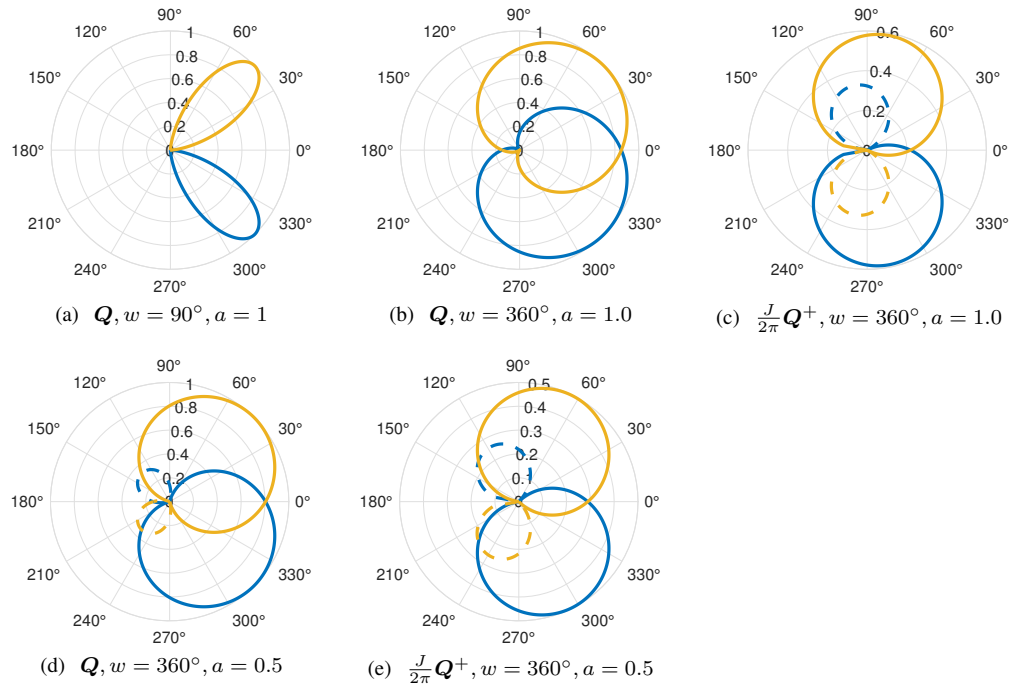 90° 90° 90°
120° 1 60° 120° 1 60° 120° 0.6 60°
0.8 0.8
150° 0.6 30° 150° 0.6 30° 150° 0.4 30°
0.4 0.4
0.2 0.2 0.2
180° 0 0° 180° 0 0° 180° 0 0°
210° 330° 210° 330° 210° 330°
240° 300° 240° 300° 240° 300°
270° 270° 270°
(a) Q, w = 90°, a = 1 (b) Q, w = 360°, a = 1.0 (c) J/2π Q⁺, w = 360°, a = 1.0
90° 90°
120° 1 60° 120° 0.5 60°
0.8 0.4
150° 0.6 30° 150° 0.3 30°
0.4 0.2
0.2 0.1
180° 0 0° 180° 0 0°
210° 330° 210° 330°
240° 300° 240° 300°
270° 270°
(d) Q, w = 360°, a = 0.5 (e) J/2π Q⁺, w = 360°, a = 0.5